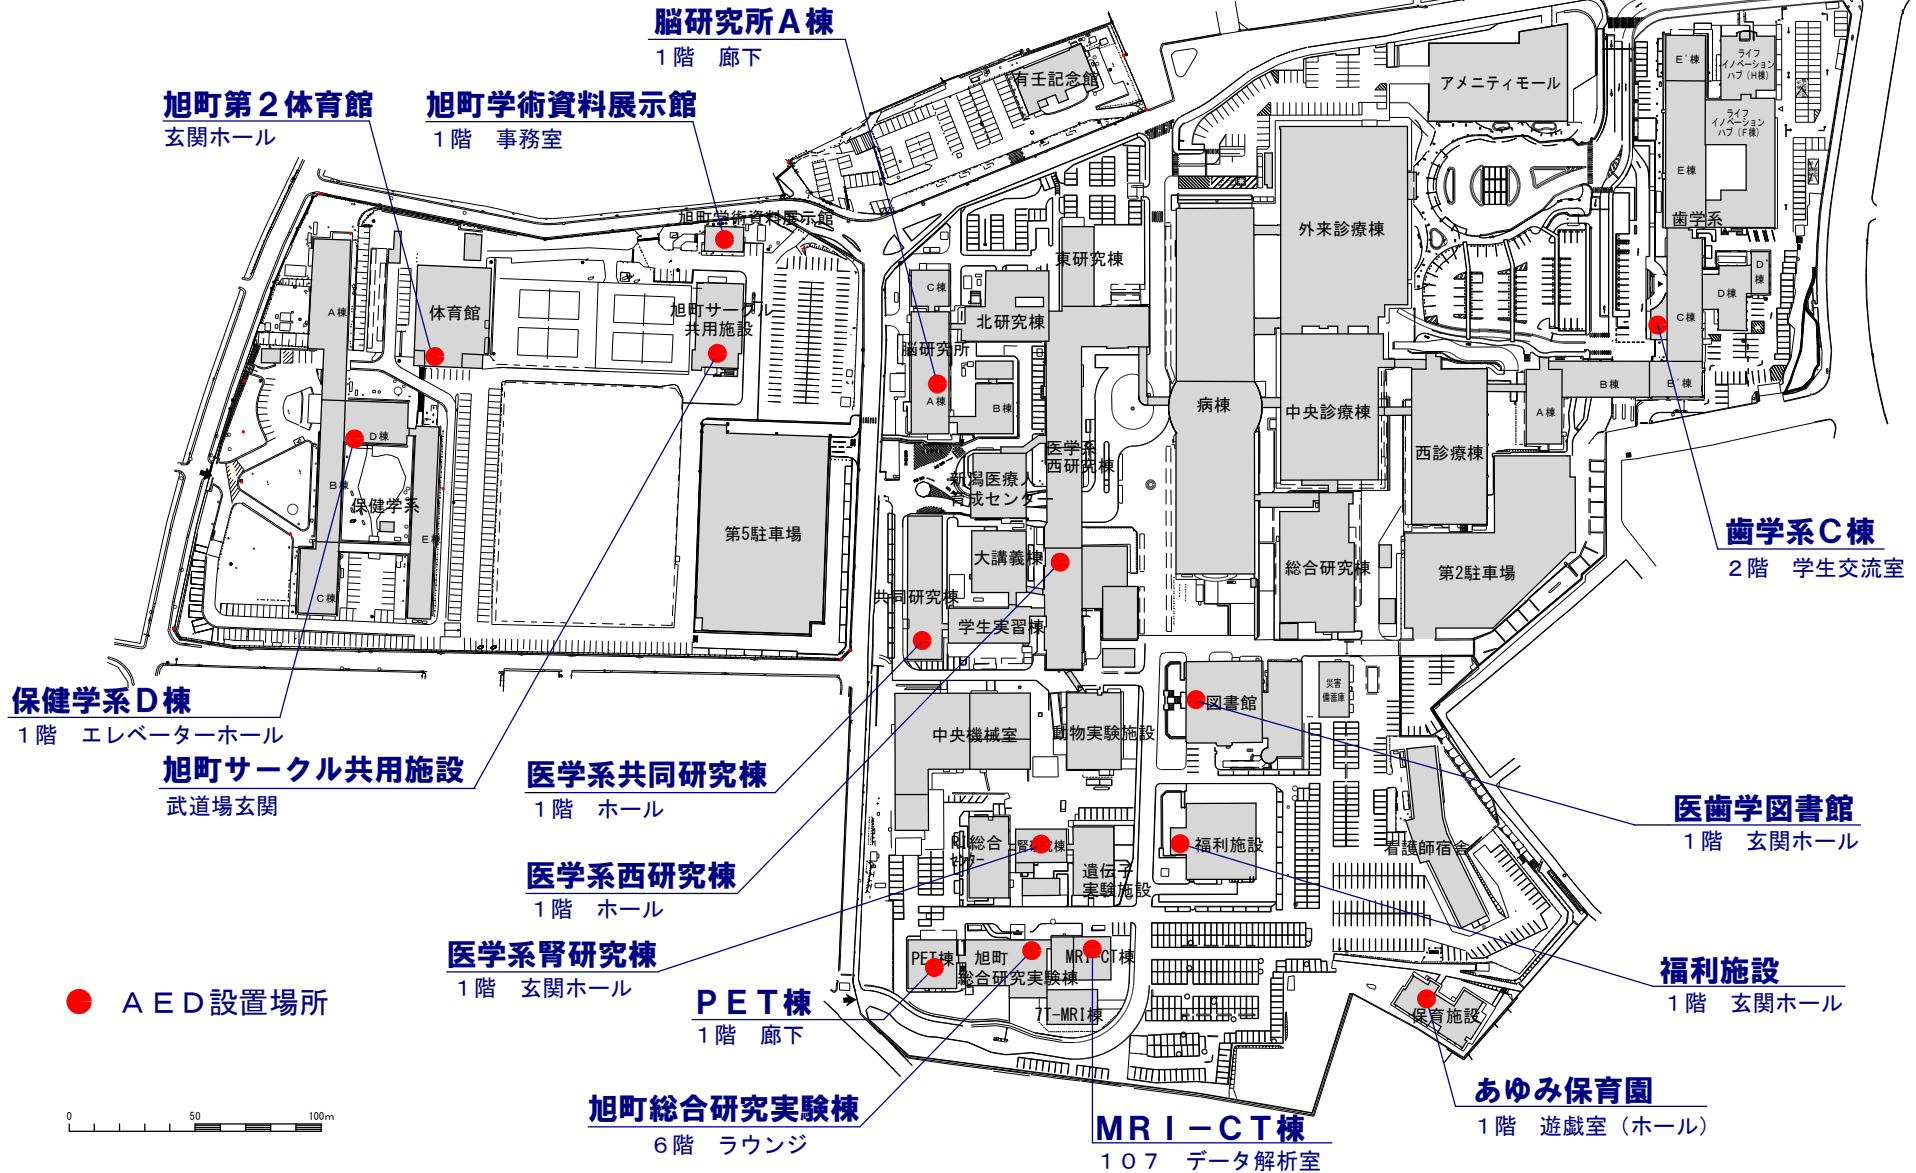 脳研究所A棟
1階 廊下
旭町第2体育館
玄関ホール
旭町学術資料展示館
1階 事務室
有壬記念館
アメニティモール
E'棟
ライフ
イノベーション
ハブ(H棟)
ライフ
イノベーション
ハブ(F棟)
E棟
歯学系
旭町学術資料展示館
外来診療棟
東研究棟
C棟
北研究棟
D'棟
D棟
C棟
A棟
体育館
旭町サークル
共用施設
脳研究所
A棟
B棟
病棟
中央診療棟
西診療棟
A棟
B棟
B'棟
D棟
B棟
保健学系
E棟
C棟
第5駐車場
医学系
西研究棟
新潟医療人
育成センター
大講義棟
共同研究棟
学生実習棟
総合研究棟
第2駐車場
歯学系C棟
2階 学生交流室
保健学系D棟
1階 エレベーターホール
旭町サークル共用施設
武道場玄関
医学系共同研究棟
1階 ホール
医学系西研究棟
1階 ホール
医学系腎研究棟
1階 玄関ホール
中央機械室
動物実験施設
図書館
災害
備蓄庫
RI総合
センター
腎研究棟
遺伝子
実験施設
福利施設
看護師宿舎
医歯学図書館
1階 玄関ホール
福利施設
1階 玄関ホール
PET棟
旭町
総合研究実験棟
MRI-CT棟
7T-MRI棟
保育施設
PET棟
1階 廊下
旭町総合研究実験棟
6階 ラウンジ
MRI-CT棟
107 データ解析室
あゆみ保育園
1階 遊戯室(ホール)
AED設置場所
0 50 100m